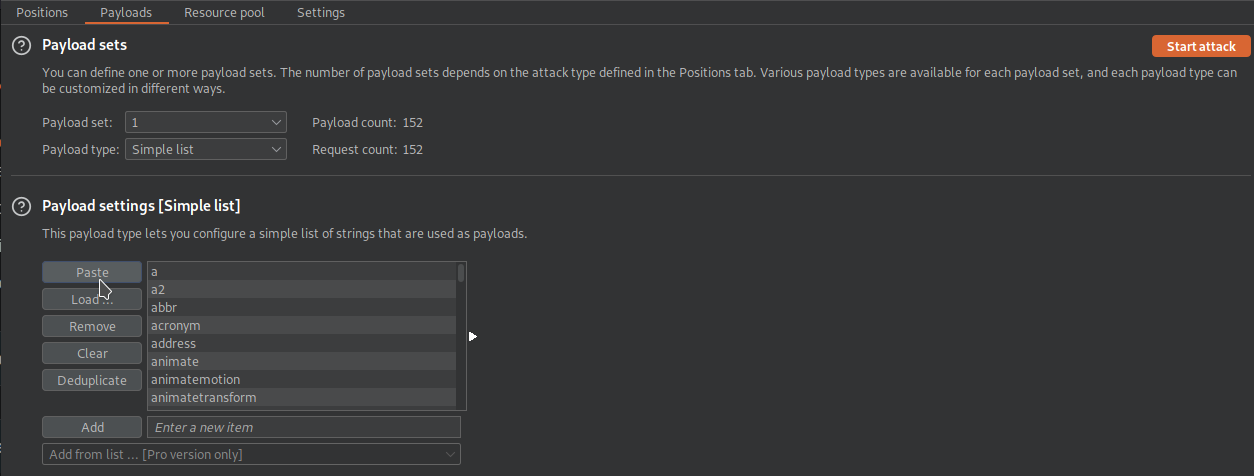 Positions Payloads Resource pool Settings
Payload sets
Start attack
You can define one or more payload sets. The number of payload sets depends on the attack type defined in the Positions tab. Various payload types are available for each payload set, and each payload type can
be customized in different ways.
Payload set: 1 Payload count: 152
Payload type: Simple list Request count: 152
Payload settings [Simple list]
This payload type lets you configure a simple list of strings that are used as payloads.
Paste
Load ...
Remove
Clear
Deduplicate
a
a2
abbr
acronym
address
animate
animatemotion
animatetransform
Add Enter a new item
Add from list ... [Pro version only]